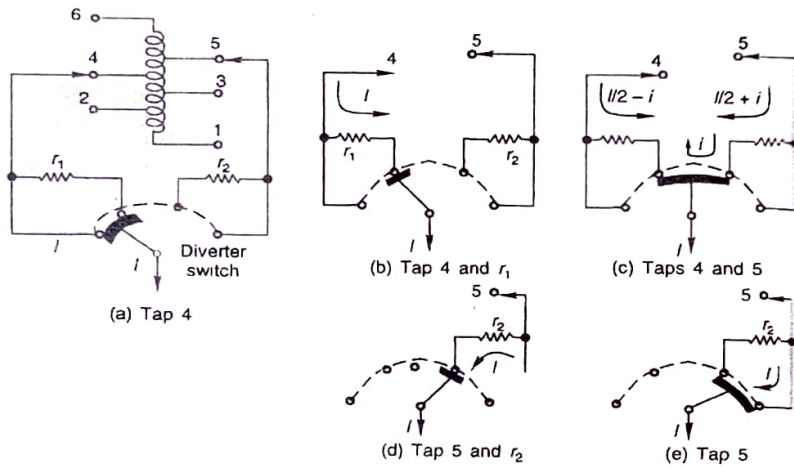 6
4
5
2
3
1
r1
r2
I
i
Diverter
switch
(a) Tap 4
4
5
I
r1
r2
I
(b) Tap 4 and r1
4
5
I/2 – i
I/2 + i
i
I
(c) Taps 4 and 5
5
r2
I
I
(d) Tap 5 and r2
5
r2
I
I
(e) Tap 5